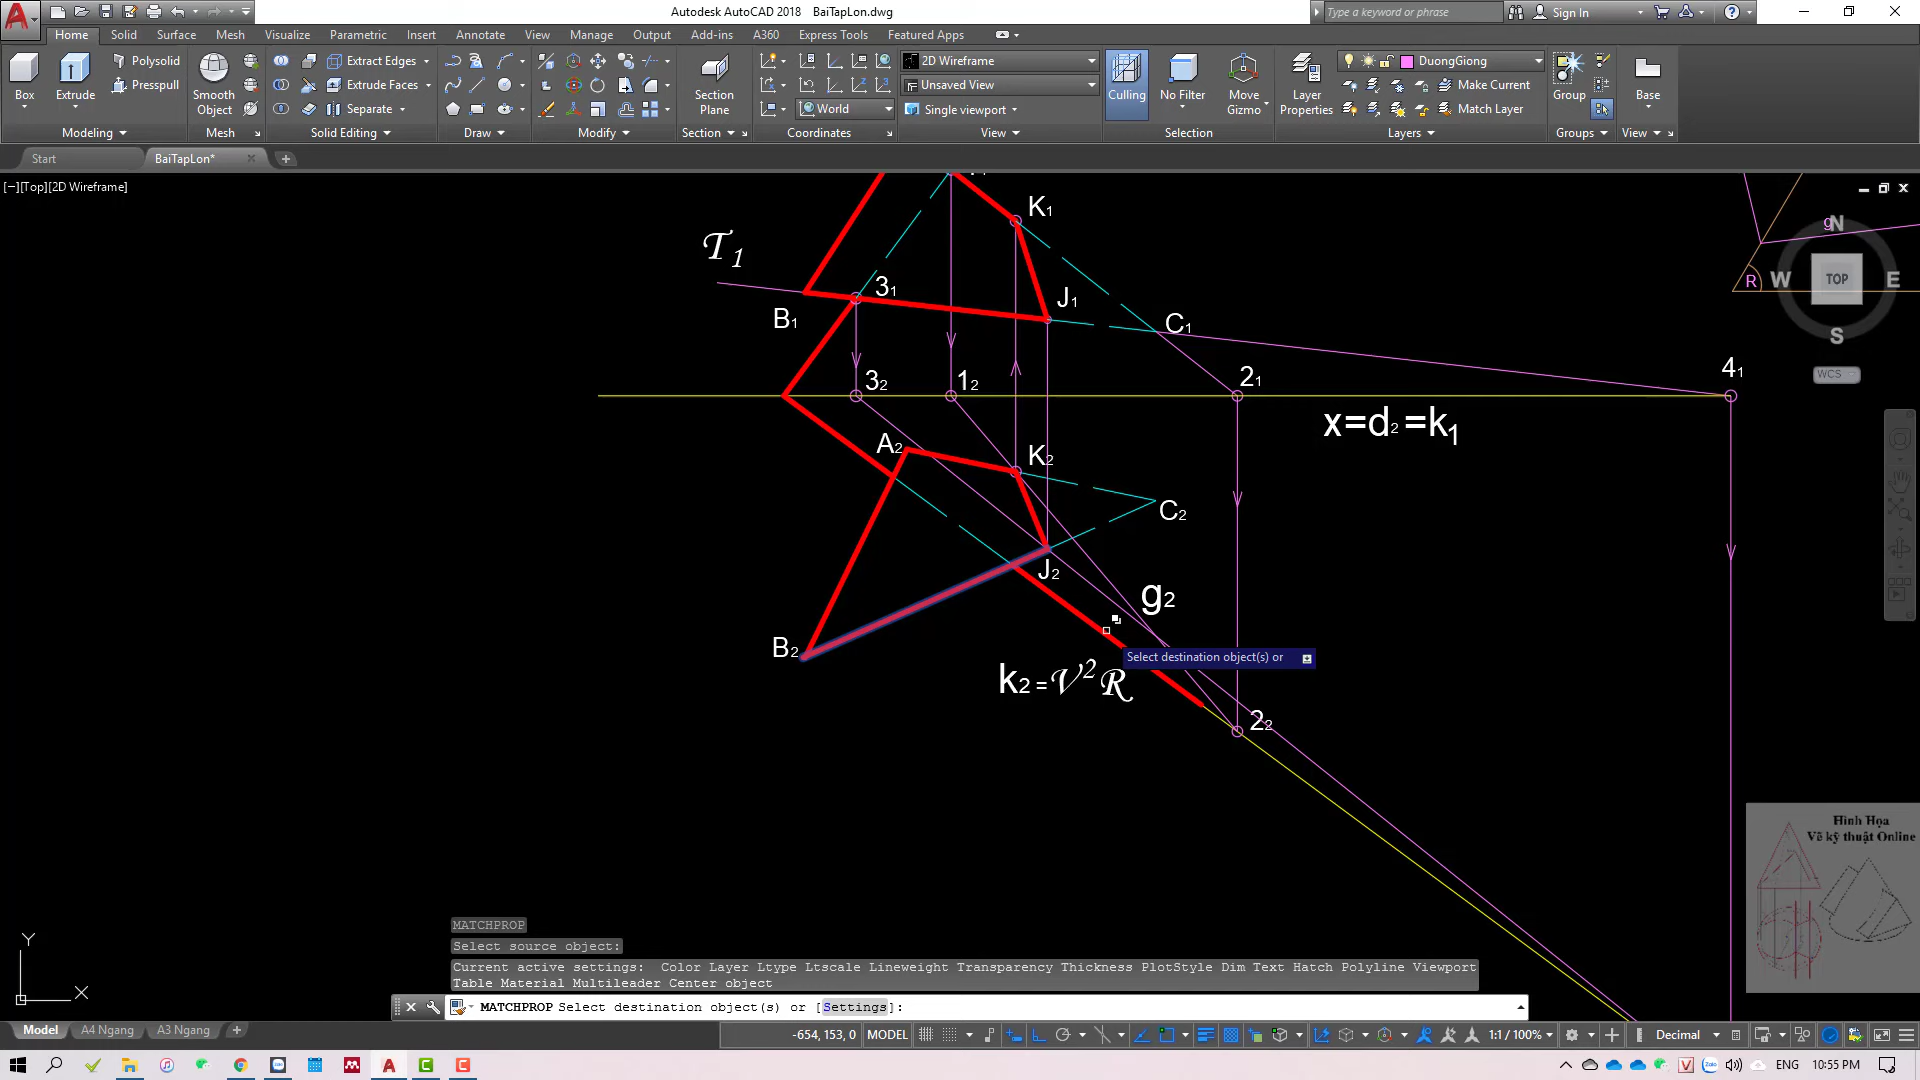 Autodesk AutoCAD 2018 BaiTapLon.dwg
Type a keyword or phrase
Sign In
Home Solid Surface Mesh Visualize Parametric Insert Annotate View Manage Output Add-ins A360 Express Tools Featured Apps
Box
Extrude
Polysolid
Presspull
Smooth Object
Extract Edges
Extrude Faces
Separate
Section Plane
World
2D Wireframe
Unsaved View
Single viewport
Culling
No Filter
Move Gizmo
Layer Properties
DuongGiong
Make Current
Match Layer
Group
Base
Modeling Mesh Solid Editing Draw Modify Section Coordinates View Selection Layers Groups View
Start BaiTapLon*
[−][Top][2D Wireframe]
K1
T1
31
J1
B1
C1
32
12
21
41
x=d2=k1
A2
K2
C2
J2
g2
B2
k2=V2R
22
g
R
N
W TOP E
S
WCS
Select destination object(s) or
Hình Họa
Vẽ kỹ thuật Online
MATCHPROP
Select source object:
Current active settings: Color Layer Ltype Ltscale Lineweight Transparency Thickness PlotStyle Dim Text Hatch Polyline Viewport
Table Material Multileader Center object
MATCHPROP Select destination object(s) or [Settings]:
Y
X
Model A4 Ngang A3 Ngang
-654, 153, 0 MODEL
1:1 / 100%
Decimal
ENG 10:55 PM